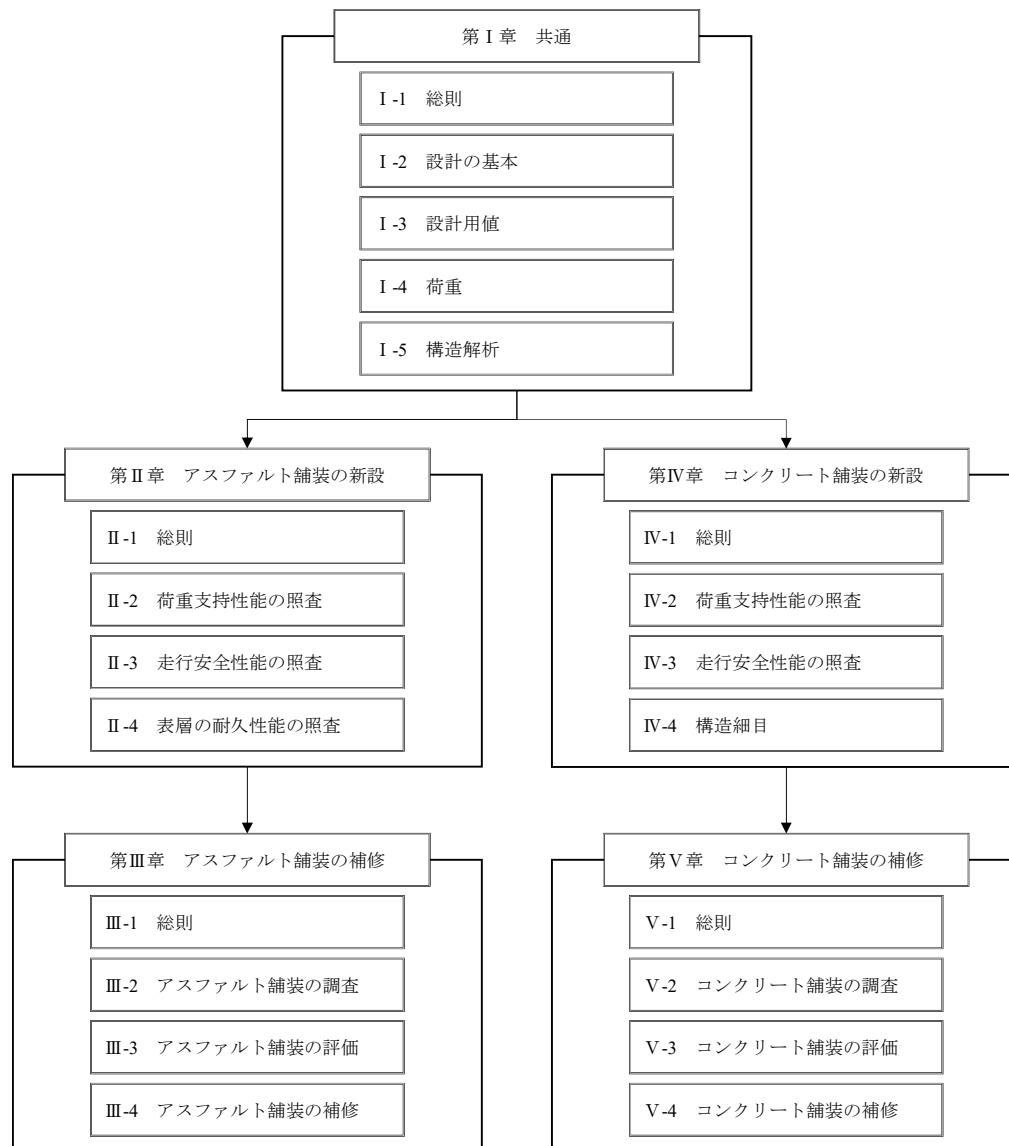 第Ⅰ章　共通
Ⅰ-1　総則
Ⅰ-2　設計の基本
Ⅰ-3　設計用値
Ⅰ-4　荷重
Ⅰ-5　構造解析
第Ⅱ章　アスファルト舗装の新設
Ⅱ-1　総則
Ⅱ-2　荷重支持性能の照査
Ⅱ-3　走行安全性能の照査
Ⅱ-4　表層の耐久性能の照査
第Ⅳ章　コンクリート舗装の新設
Ⅳ-1　総則
Ⅳ-2　荷重支持性能の照査
Ⅳ-3　走行安全性能の照査
Ⅳ-4　構造細目
第Ⅲ章　アスファルト舗装の補修
Ⅲ-1　総則
Ⅲ-2　アスファルト舗装の調査
Ⅲ-3　アスファルト舗装の評価
Ⅲ-4　アスファルト舗装の補修
第Ⅴ章　コンクリート舗装の補修
Ⅴ-1　総則
Ⅴ-2　コンクリート舗装の調査
Ⅴ-3　コンクリート舗装の評価
Ⅴ-4　コンクリート舗装の補修